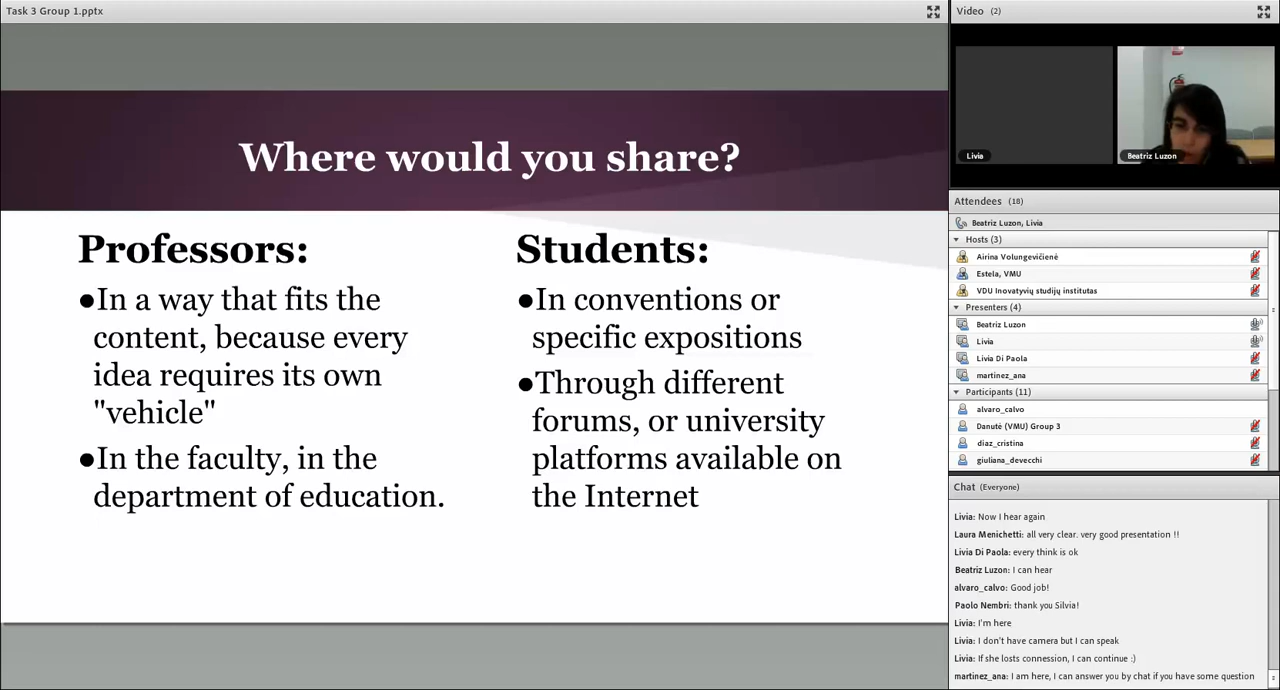 Task 3 Group 1.pptx
Where would you share?
Professors:
●In a way that fits the
content, because every
idea requires its own
"vehicle"
●In the faculty, in the
department of education.
Students:
●In conventions or
specific expositions
●Through different
forums, or university
platforms available on
the Internet
Video (2)
Livia
Beatriz Luzon
Attendees (18)
Beatriz Luzon, Livia
Hosts (3)
Airina Volungevičienė
Estela, VMU
VDU Inovatyvių studijų institutas
Presenters (4)
Beatriz Luzon
Livia
Livia Di Paola
martinez_ana
Participants (11)
alvaro_calvo
Danutė (VMU) Group 3
diaz_cristina
giuliana_devecchi
Chat (Everyone)
Livia: Now I hear again
Laura Menichetti: all very clear. very good presentation !!
Livia Di Paola: every think is ok
Beatriz Luzon: I can hear
alvaro_calvo: Good job!
Paolo Nembri: thank you Silvia!
Livia: I'm here
Livia: I don't have camera but I can speak
Livia: If she losts connession, I can continue :)
martinez_ana: I am here, I can answer you by chat if you have some question